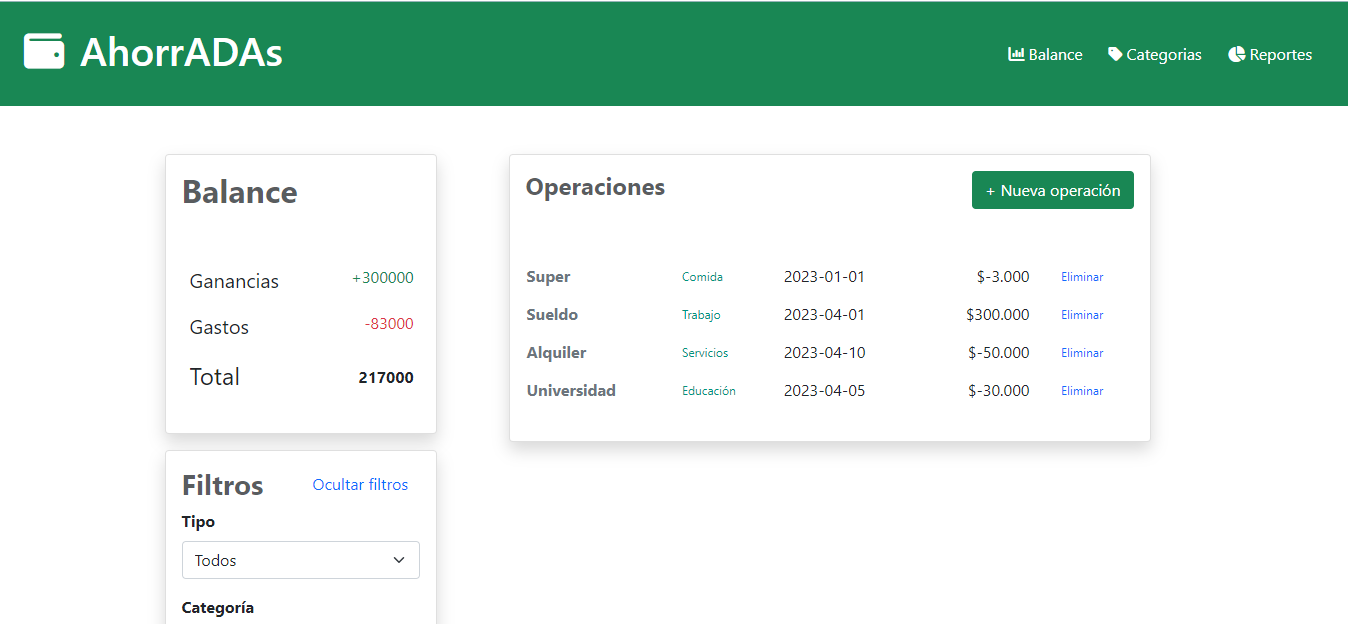 AhorrADAs
Balance Categorias Reportes
Balance
Ganancias +300000
Gastos -83000
Total 217000
Operaciones + Nueva operación
Super Comida 2023-01-01 $-3.000 Eliminar
Sueldo Trabajo 2023-04-01 $300.000 Eliminar
Alquiler Servicios 2023-04-10 $-50.000 Eliminar
Universidad Educación 2023-04-05 $-30.000 Eliminar
Filtros Ocultar filtros
Tipo
Todos
Categoría